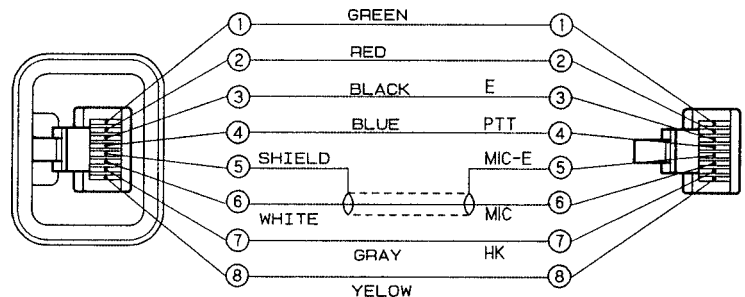 ① GREEN ①
② RED ②
③ BLACK E ③
④ BLUE PTT ④
⑤ SHIELD MIC-E ⑤
⑥ WHITE MIC ⑥
⑦ GRAY HK ⑦
⑧ YELOW ⑧